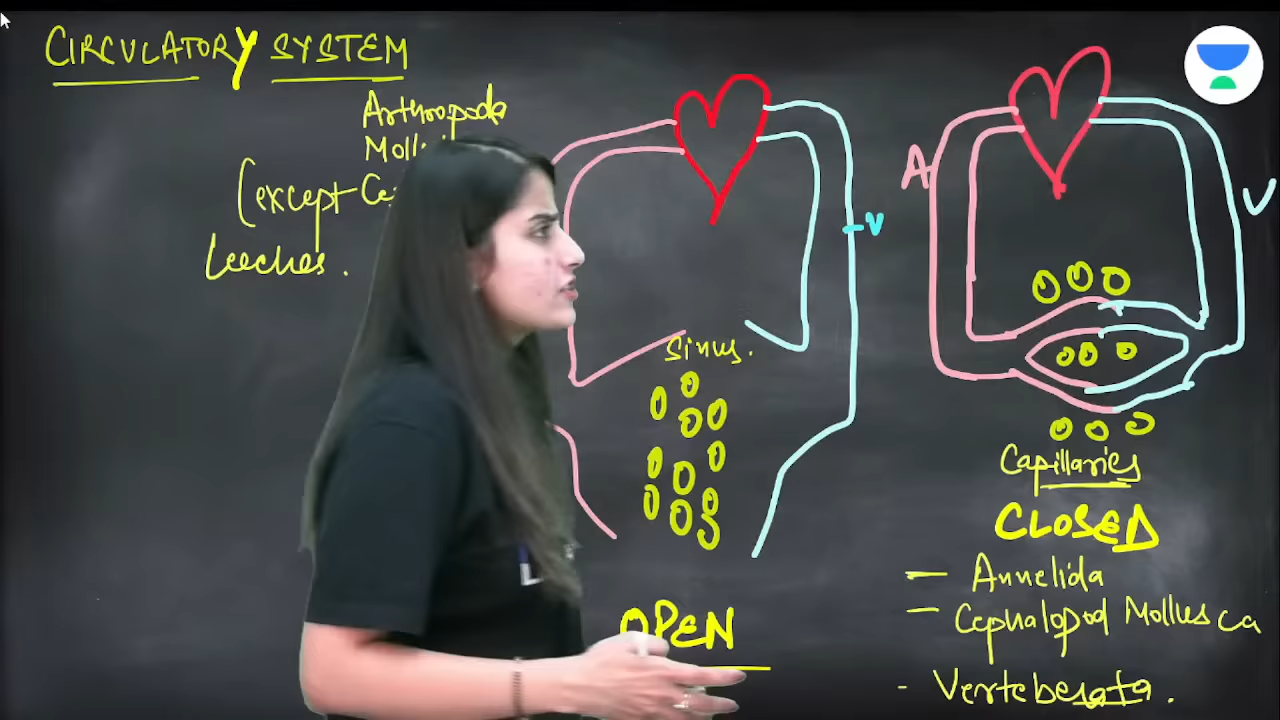 CIRCULATORY SYSTEM
Arthropoda
(except
Leeches.
V
Sinus.
OPEN
A
V
Capillaries
CLOSED
- Annelida
- Cephalopod Mollusca
- Vertebrata.